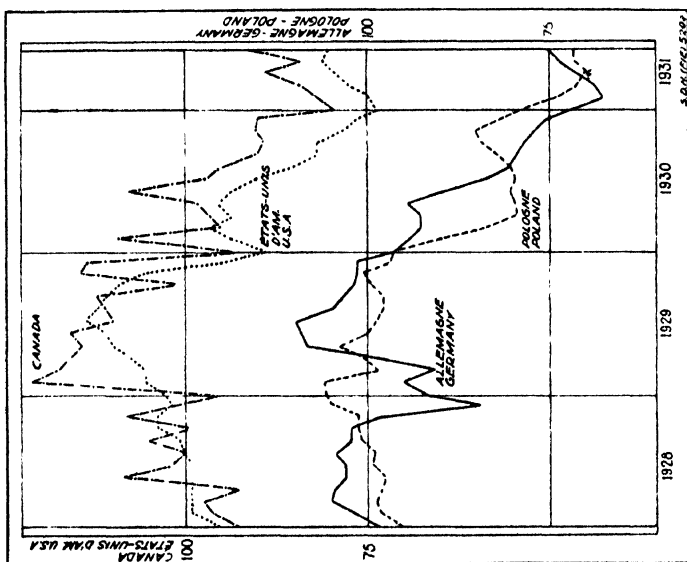 CANADA
ÉTATS-UNIS D'AM. U.S.A
ALLEMAGNE - GERMANY
POLOGNE - POLAND
100
75
100
75
CANADA
ÉTATS-UNIS
D'AM.
U.S.A
ALLEMAGNE
GERMANY
POLOGNE
POLAND
1928
1929
1930
1931